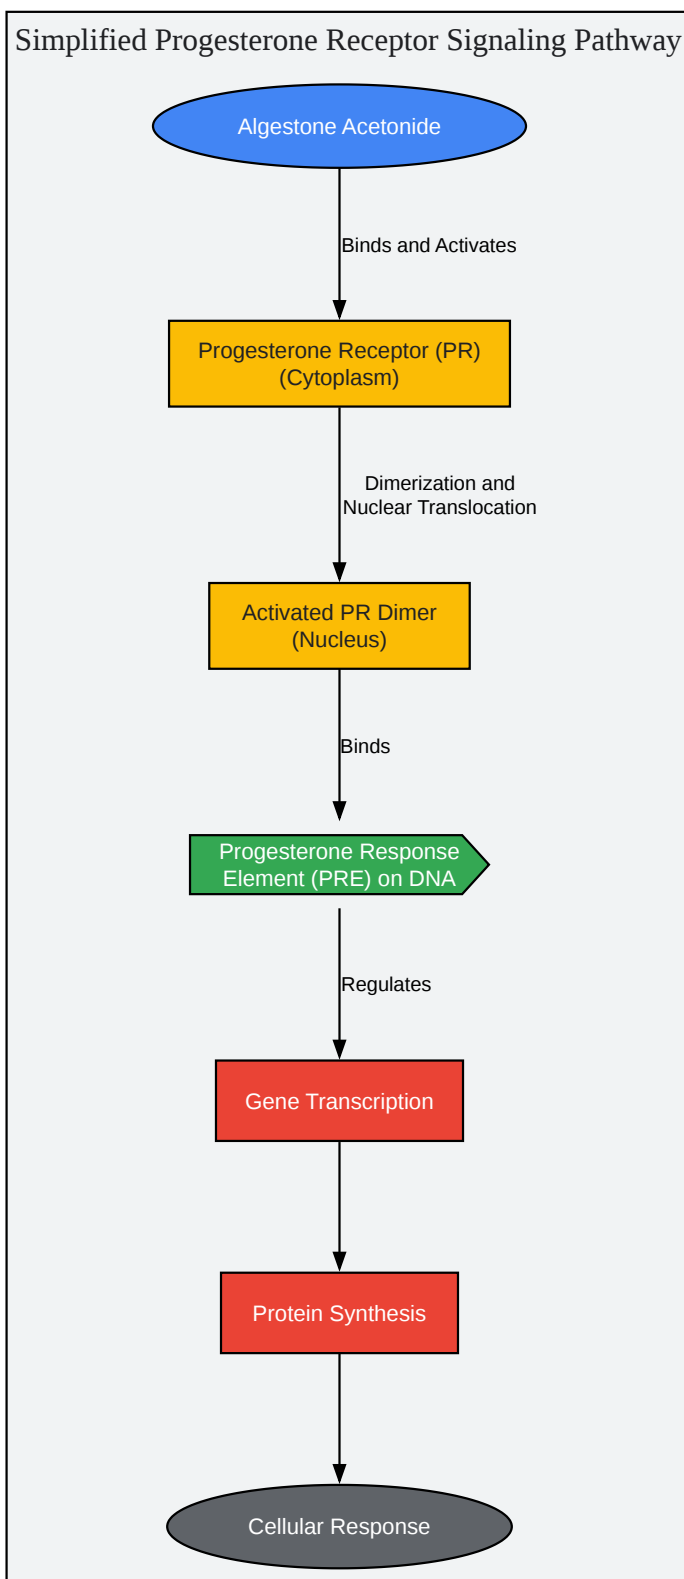 Simplified Progesterone Receptor Signaling Pathway
Algestone Acetonide
Binds and Activates
Progesterone Receptor (PR)
(Cytoplasm)
Dimerization and
Nuclear Translocation
Activated PR Dimer
(Nucleus)
Binds
Progesterone Response
Element (PRE) on DNA
Regulates
Gene Transcription
Protein Synthesis
Cellular Response